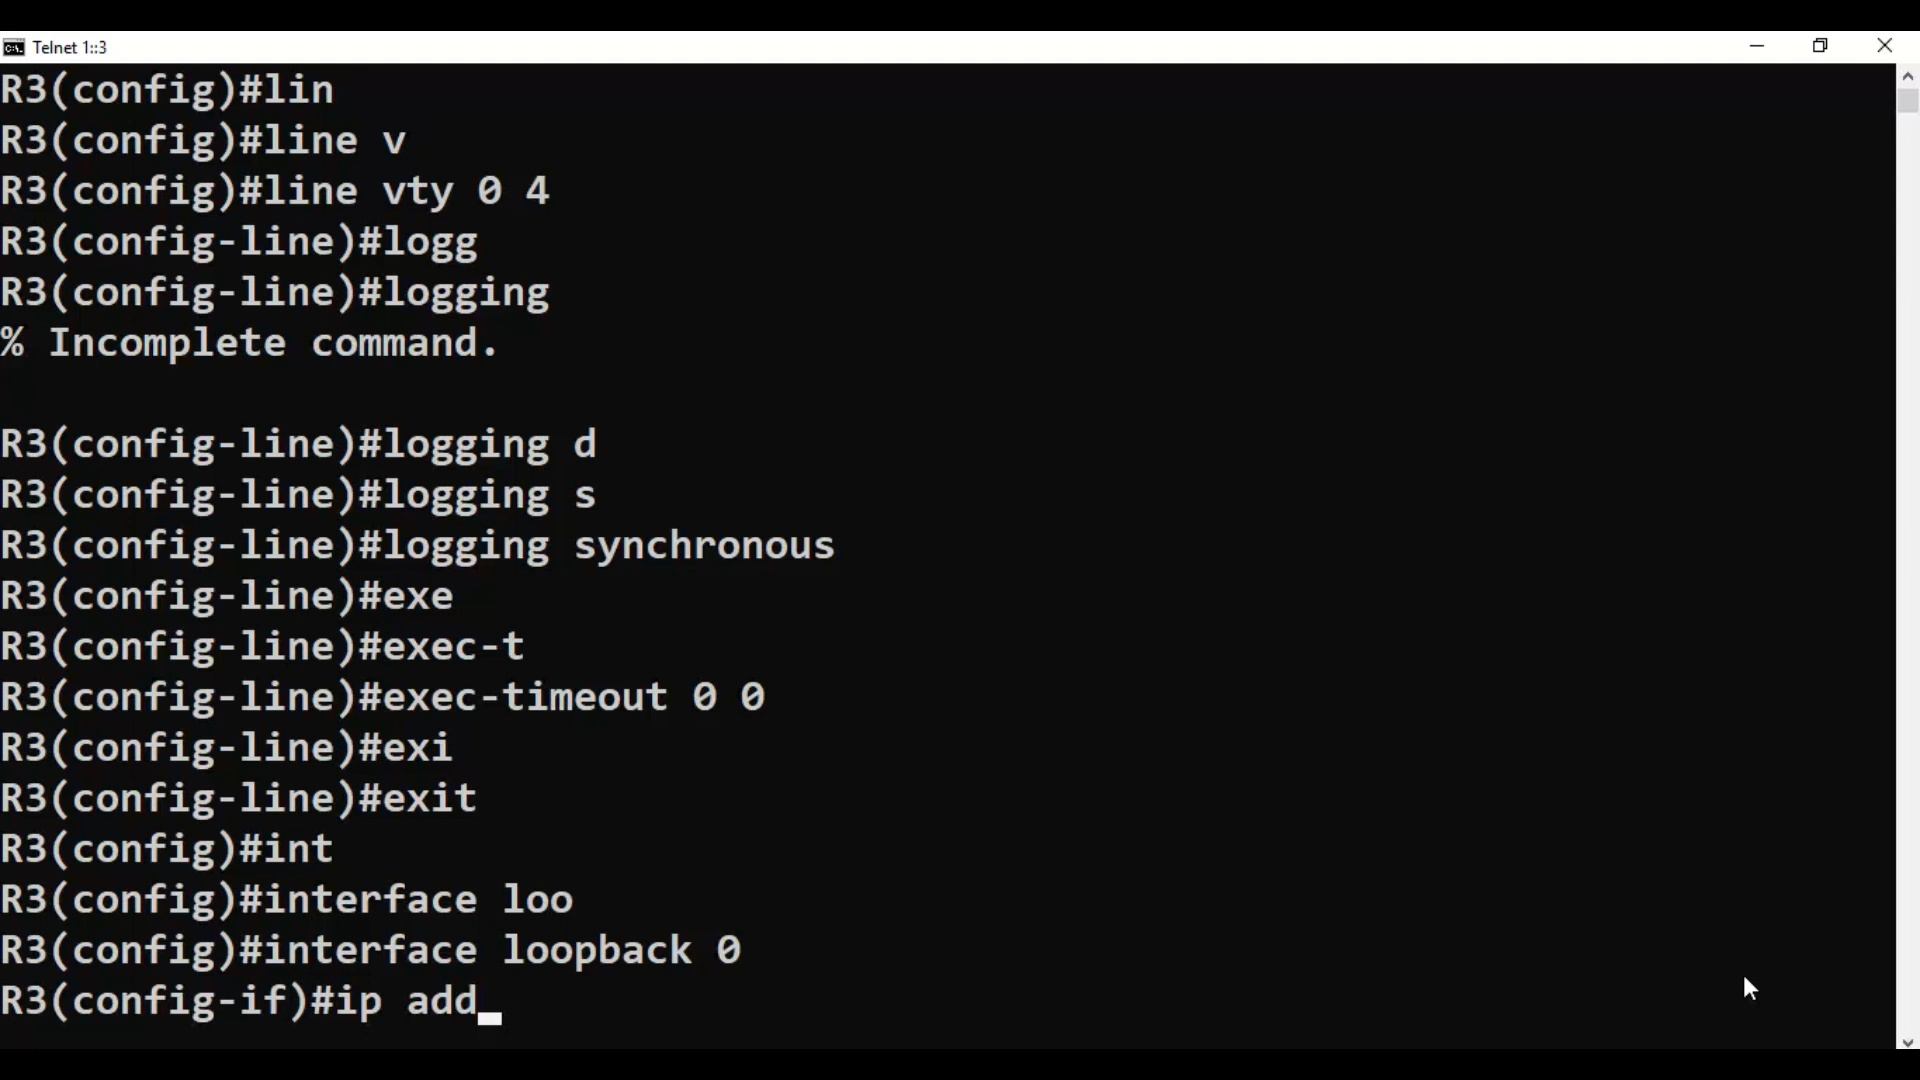 Telnet 1::3
R3(config)#lin
R3(config)#line v
R3(config)#line vty 0 4
R3(config-line)#logg
R3(config-line)#logging
% Incomplete command.
R3(config-line)#logging d
R3(config-line)#logging s
R3(config-line)#logging synchronous
R3(config-line)#exe
R3(config-line)#exec-t
R3(config-line)#exec-timeout 0 0
R3(config-line)#exi
R3(config-line)#exit
R3(config)#int
R3(config)#interface loo
R3(config)#interface loopback 0
R3(config-if)#ip add